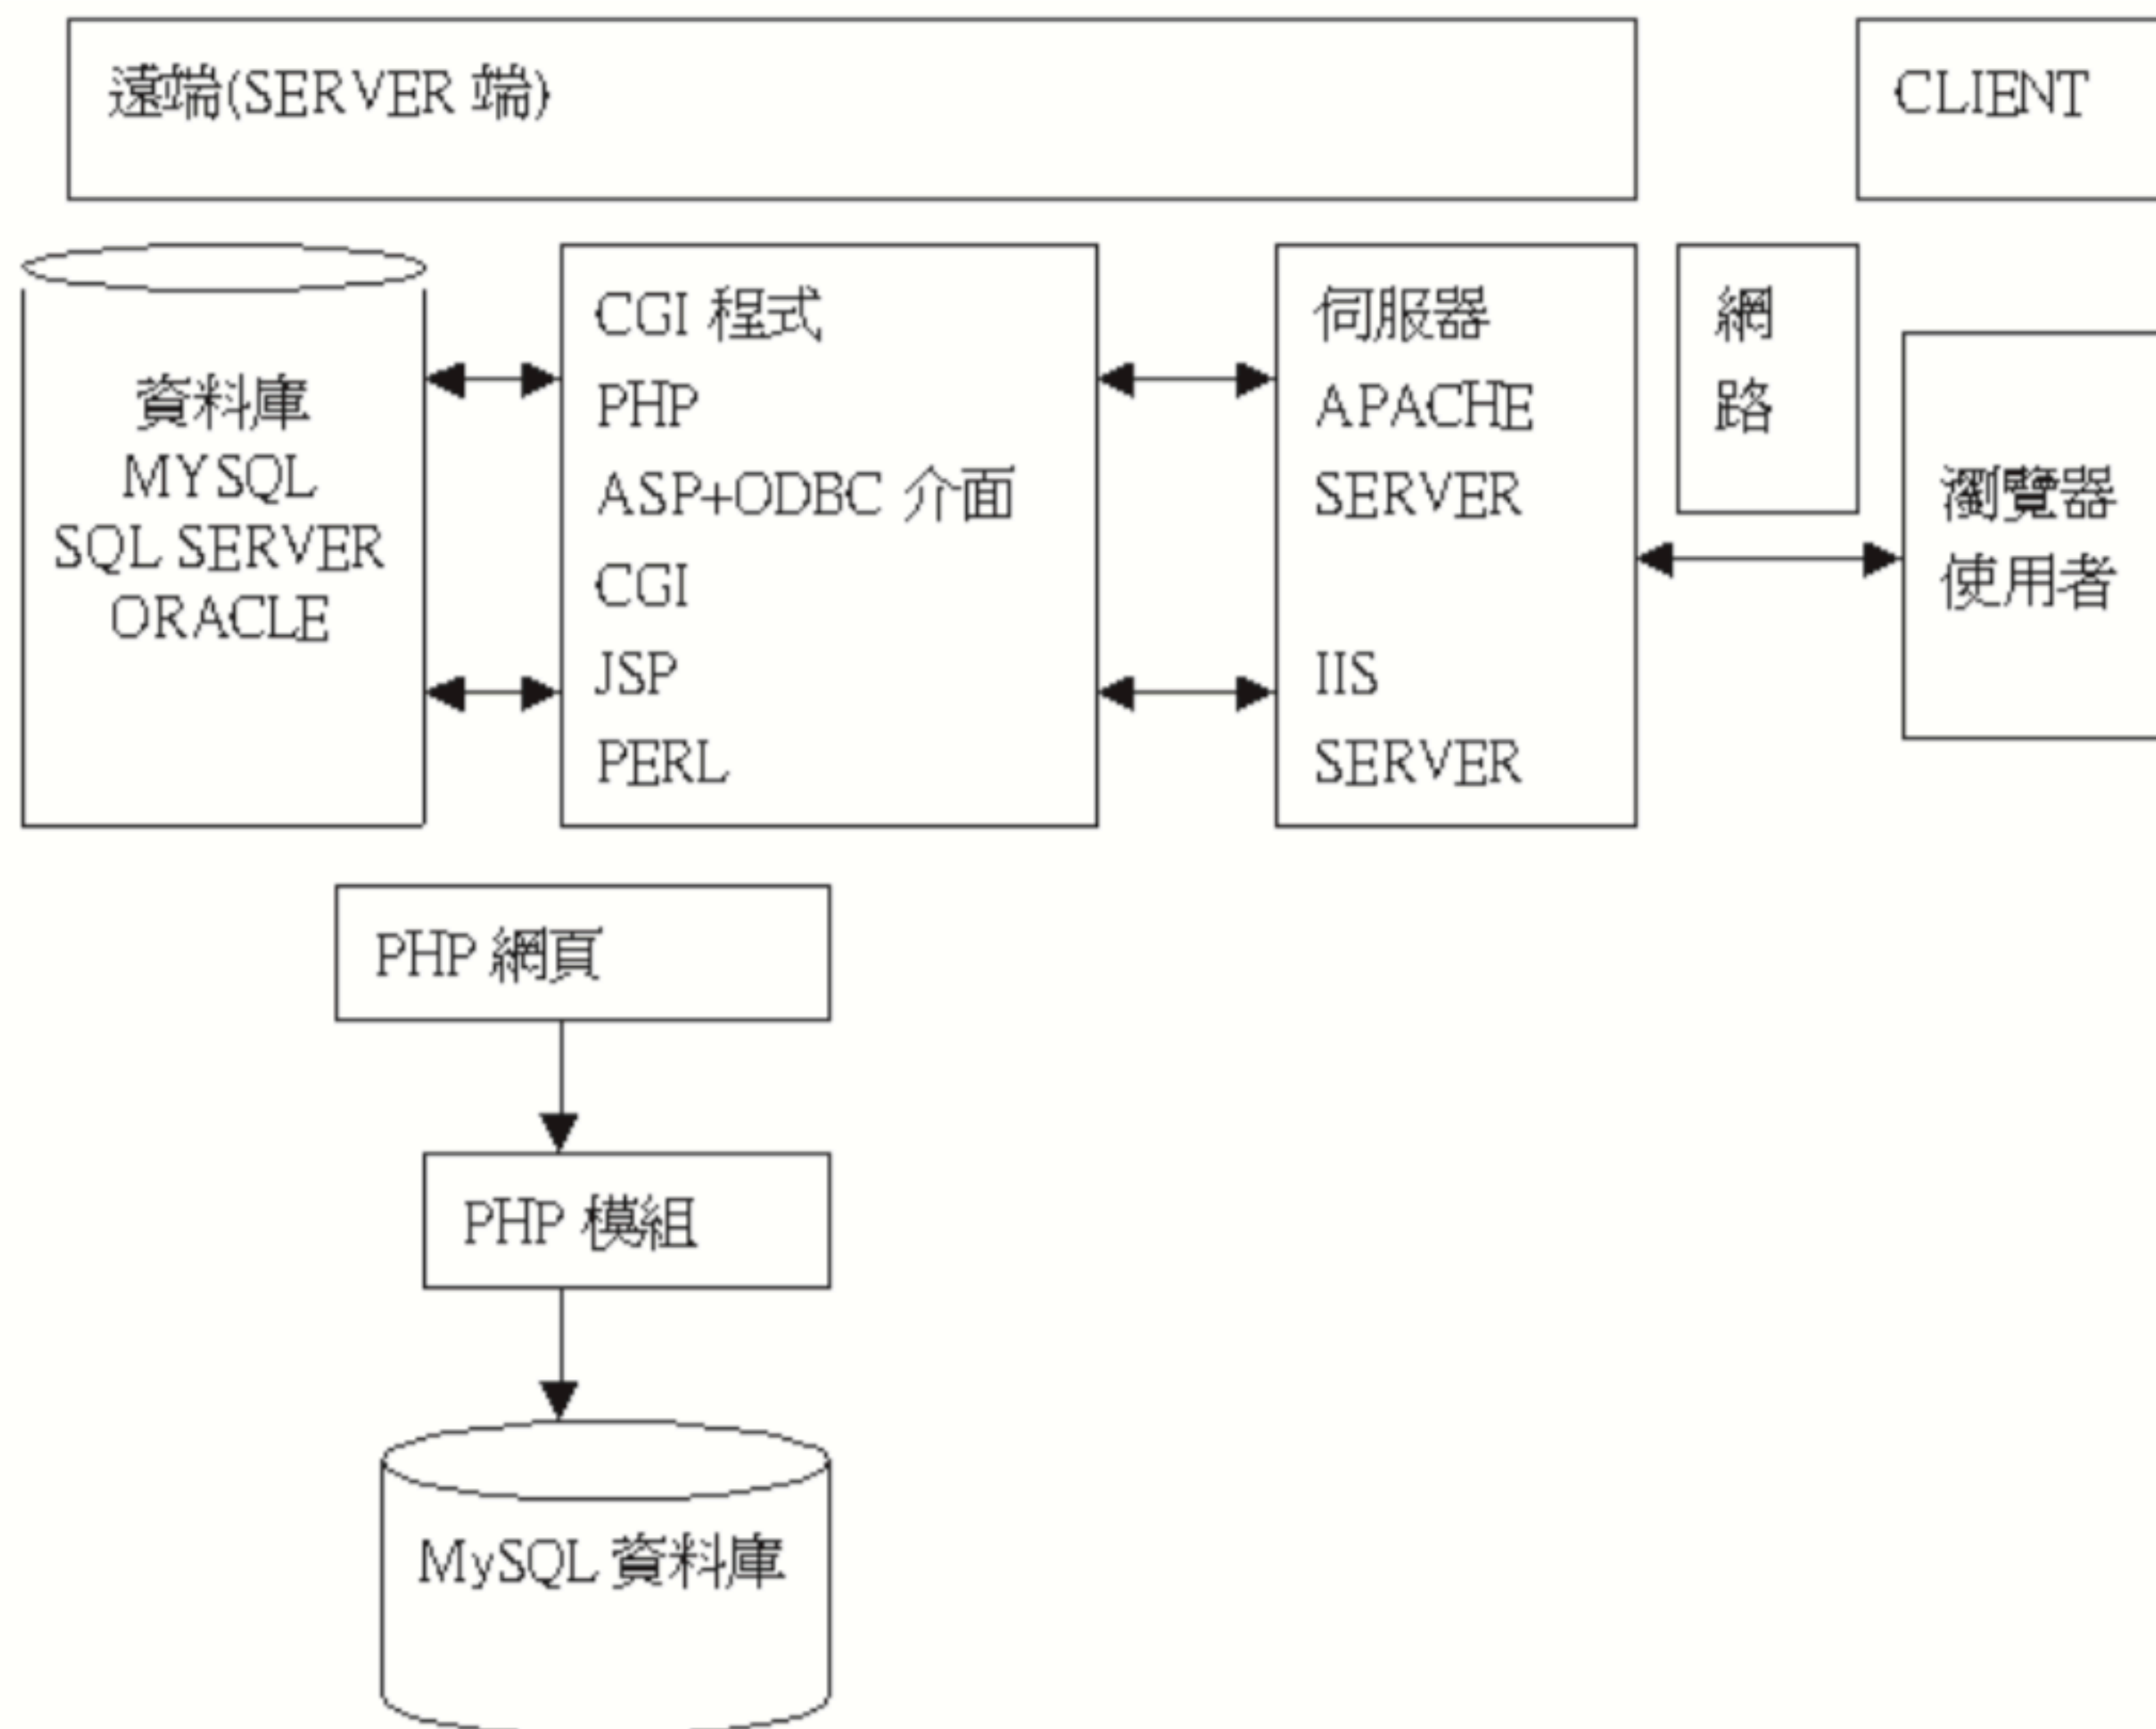 遠端(SERVER 端)
CLIENT
資料庫
MYSQL
SQL SERVER
ORACLE
CGI 程式
PHP
ASP+ODBC 介面
CGI
JSP
PERL
伺服器
APACHE
SERVER
IIS
SERVER
網
路
瀏覽器
使用者
PHP 網頁
PHP 模組
MySQL 資料庫